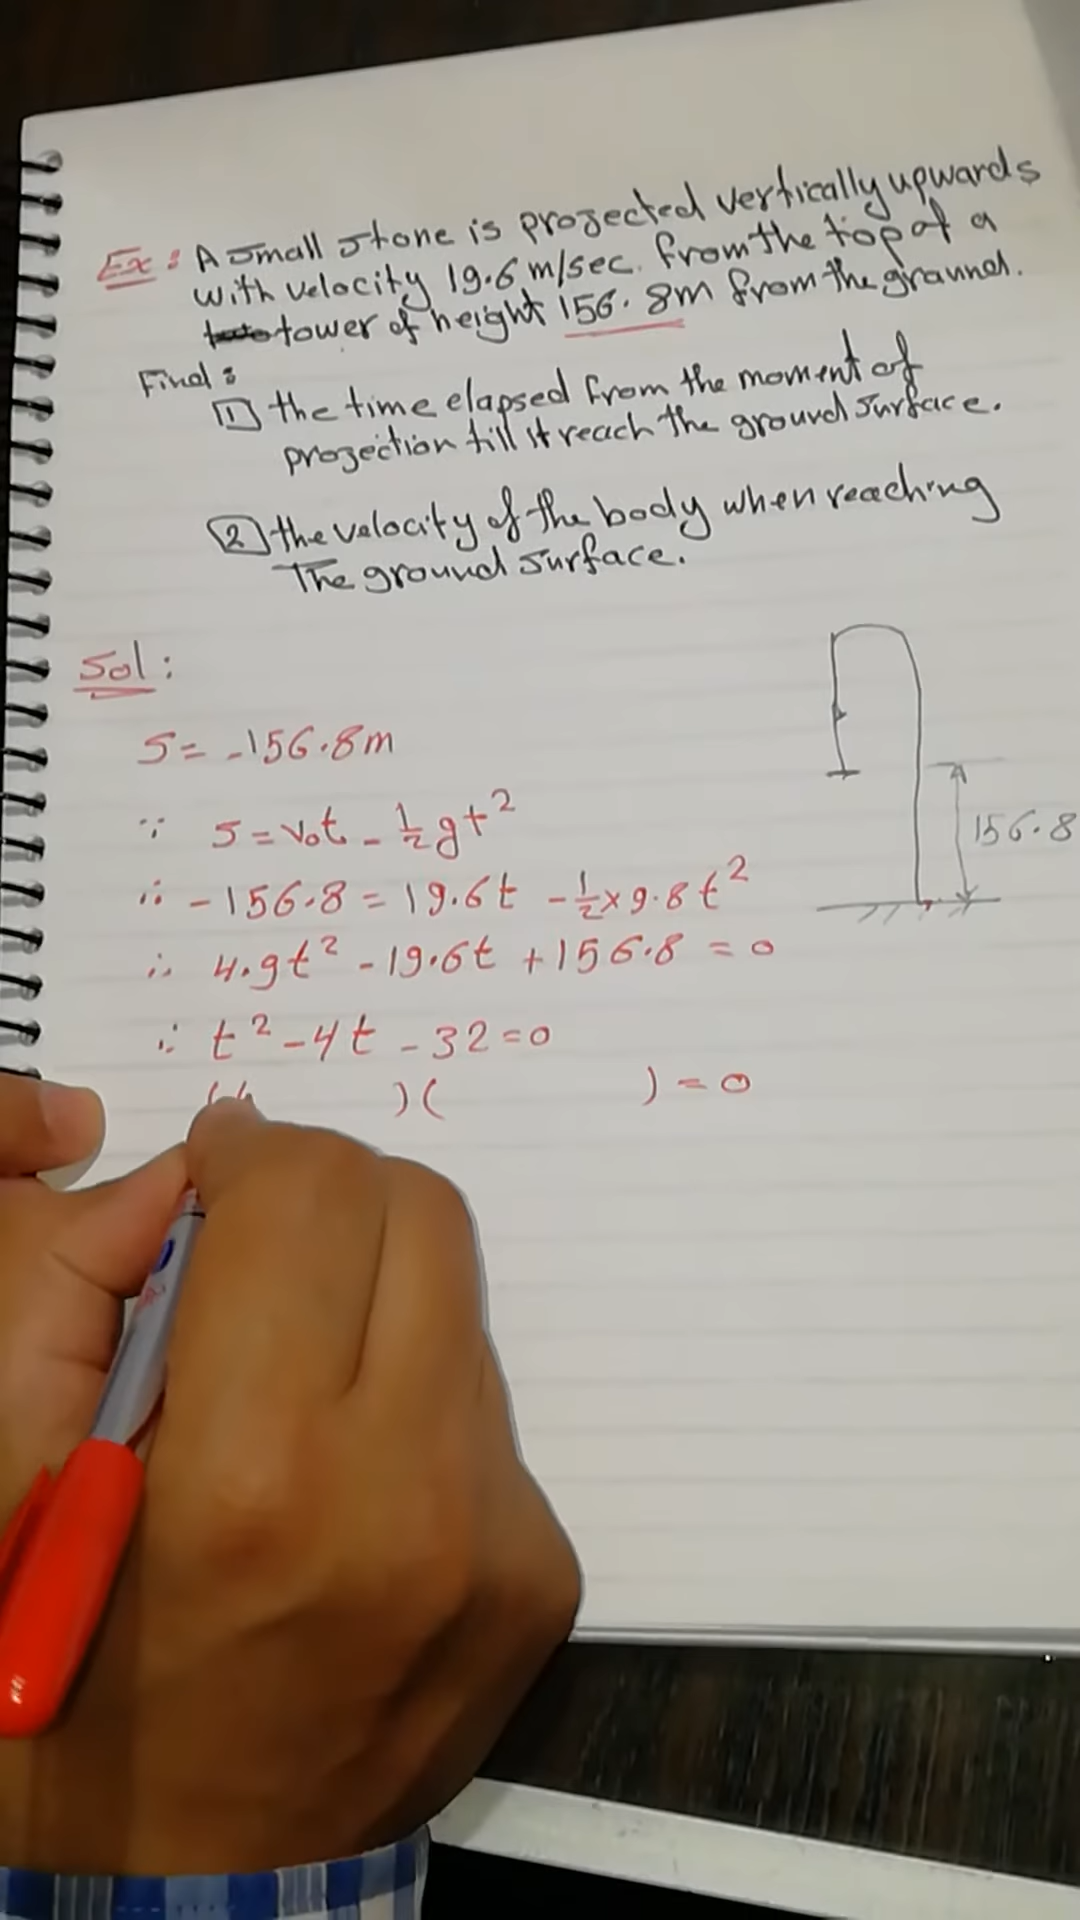 Ex: A small stone is projected vertically upwards
with velocity 19.6 m/sec. from the top of a
tower of height 156.8m from the graund.
Find:
1 the time elapsed from the moment of
projection till it reach the ground surface.
2 the velocity of the body when reaching
The ground surface.
Sol:
S = -156.8m
∵ S = V₀t - ½gt²
∴ -156.8 = 19.6t - ½×9.8t²
∴ 4.9t² - 19.6t + 156.8 = 0
∴ t² - 4t - 32 = 0
( )( ) = 0
156.8